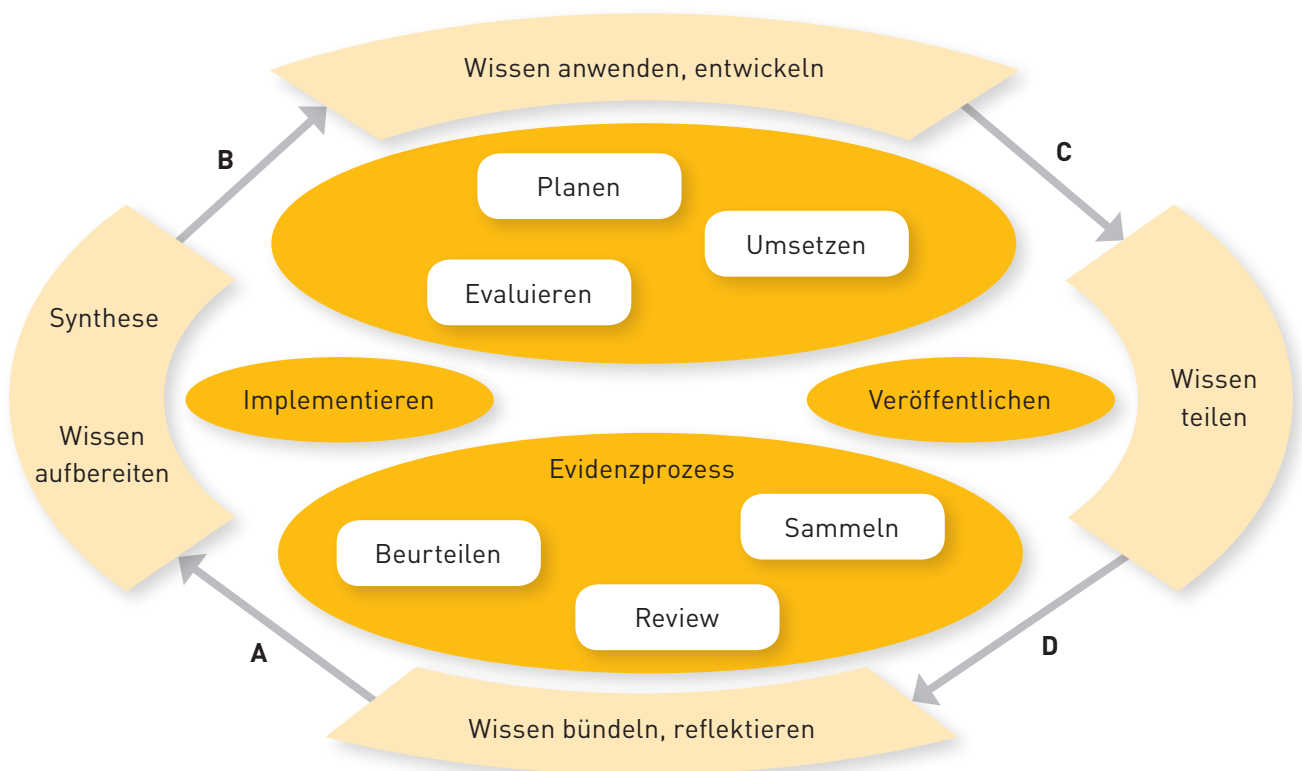 Wissen anwenden, entwickeln
B
C
Planen
Umsetzen
Evaluieren
Synthese
Wissen
aufbereiten
Implementieren
Veröffentlichen
Wissen
teilen
Evidenzprozess
Sammeln
Beurteilen
Review
A
D
Wissen bündeln, reflektieren